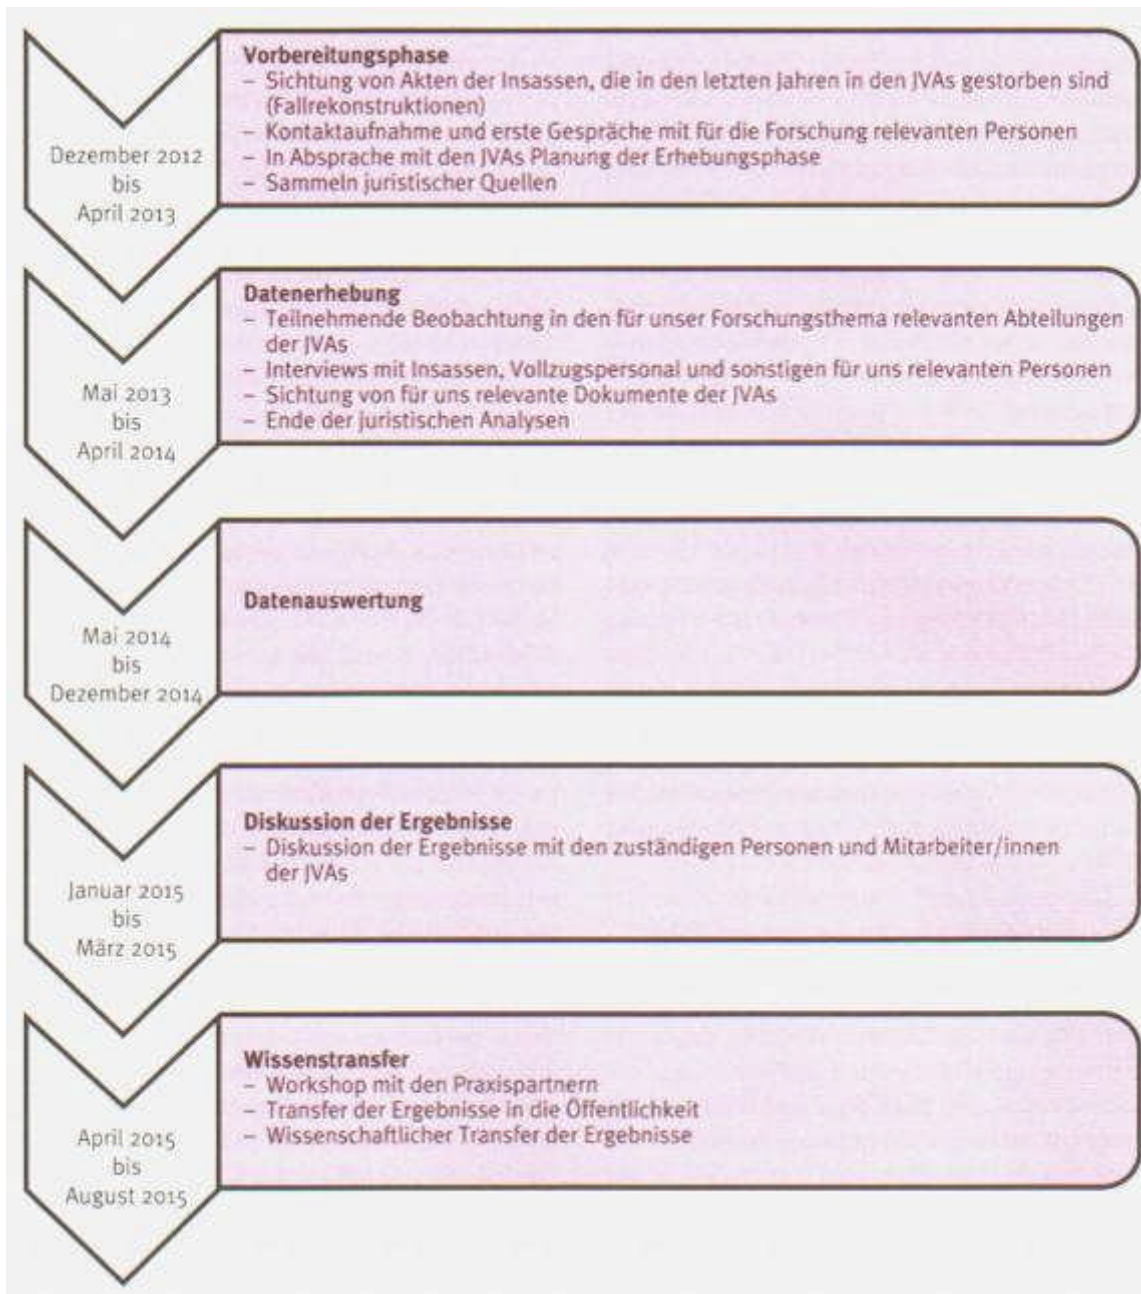 Vorbereitungsphase
– Sichtung von Akten der Insassen, die in den letzten Jahren in den JVAs gestorben sind
(Fallrekonstruktionen)
– Kontaktaufnahme und erste Gespräche mit für die Forschung relevanten Personen
– In Absprache mit den JVAs Planung der Erhebungsphase
– Sammeln juristischer Quellen
Dezember 2012
bis
April 2013
Datenerhebung
– Teilnehmende Beobachtung in den für unser Forschungsthema relevanten Abteilungen
der JVAs
– Interviews mit Insassen, Vollzugspersonal und sonstigen für uns relevanten Personen
– Sichtung von für uns relevante Dokumente der JVAs
– Ende der juristischen Analysen
Mai 2013
bis
April 2014
Datenauswertung
Mai 2014
bis
Dezember 2014
Diskussion der Ergebnisse
– Diskussion der Ergebnisse mit den zuständigen Personen und Mitarbeiter/innen
der JVAs
Januar 2015
bis
März 2015
Wissenstransfer
– Workshop mit den Praxispartnern
– Transfer der Ergebnisse in die Öffentlichkeit
– Wissenschaftlicher Transfer der Ergebnisse
April 2015
bis
August 2015